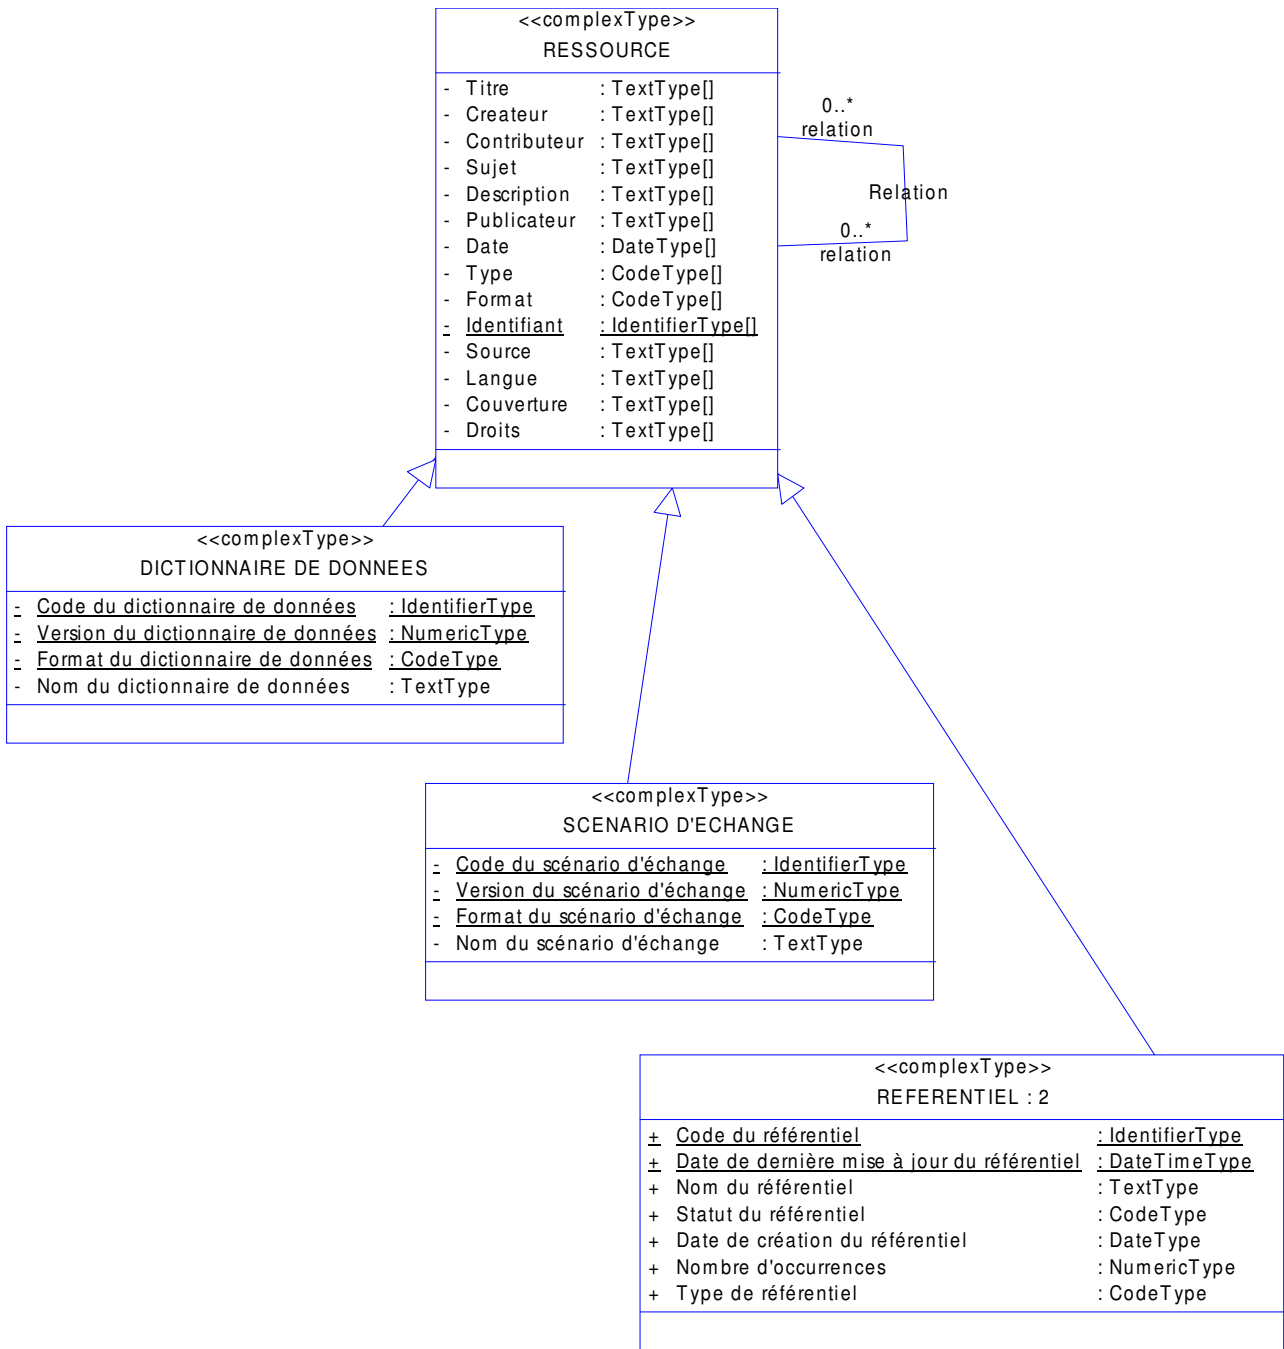 <<complexType>>
RESSOURCE
- Titre : TextType[]
- Createur : TextType[]
- Contributeur : TextType[]
- Sujet : TextType[]
- Description : TextType[]
- Publicateur : TextType[]
- Date : DateType[]
- Type : CodeType[]
- Format : CodeType[]
- Identifiant : IdentifierType[]
- Source : TextType[]
- Langue : TextType[]
- Couverture : TextType[]
- Droits : TextType[]
0..*
relation
Relation
0..*
relation
<<complexType>>
DICTIONNAIRE DE DONNEES
- Code du dictionnaire de données : IdentifierType
- Version du dictionnaire de données : NumericType
- Format du dictionnaire de données : CodeType
- Nom du dictionnaire de données : TextType
<<complexType>>
SCENARIO D'ECHANGE
- Code du scénario d'échange : IdentifierType
- Version du scénario d'échange : NumericType
- Format du scénario d'échange : CodeType
- Nom du scénario d'échange : TextType
<<complexType>>
REFERENTIEL : 2
+ Code du référentiel : IdentifierType
+ Date de dernière mise à jour du référentiel : DateTimeType
+ Nom du référentiel : TextType
+ Statut du référentiel : CodeType
+ Date de création du référentiel : DateType
+ Nombre d'occurrences : NumericType
+ Type de référentiel : CodeType